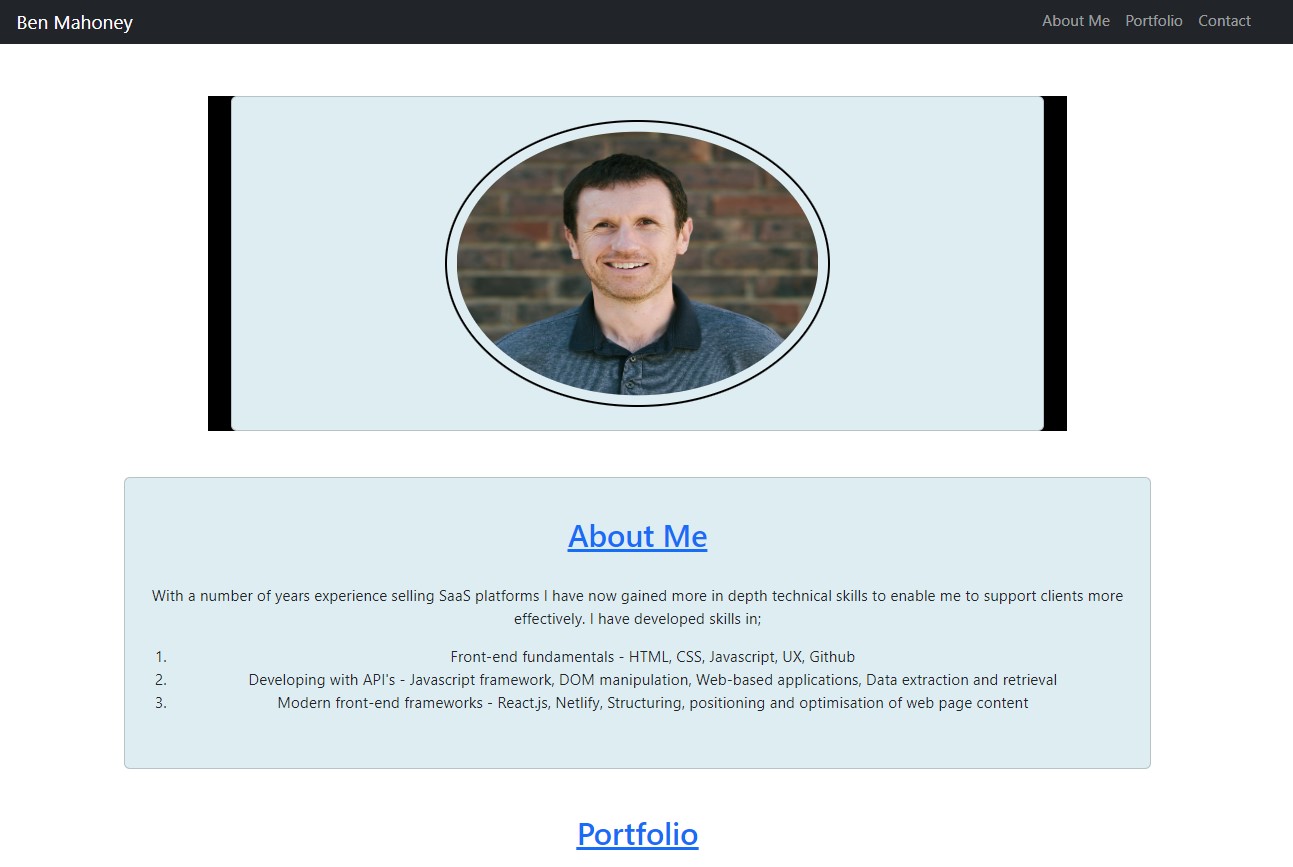 Ben Mahoney
About Me Portfolio Contact
About Me
With a number of years experience selling SaaS platforms I have now gained more in depth technical skills to enable me to support clients more
effectively. I have developed skills in;
1. Front-end fundamentals - HTML, CSS, Javascript, UX, Github
2. Developing with API's - Javascript framework, DOM manipulation, Web-based applications, Data extraction and retrieval
3. Modern front-end frameworks - React.js, Netlify, Structuring, positioning and optimisation of web page content
Portfolio